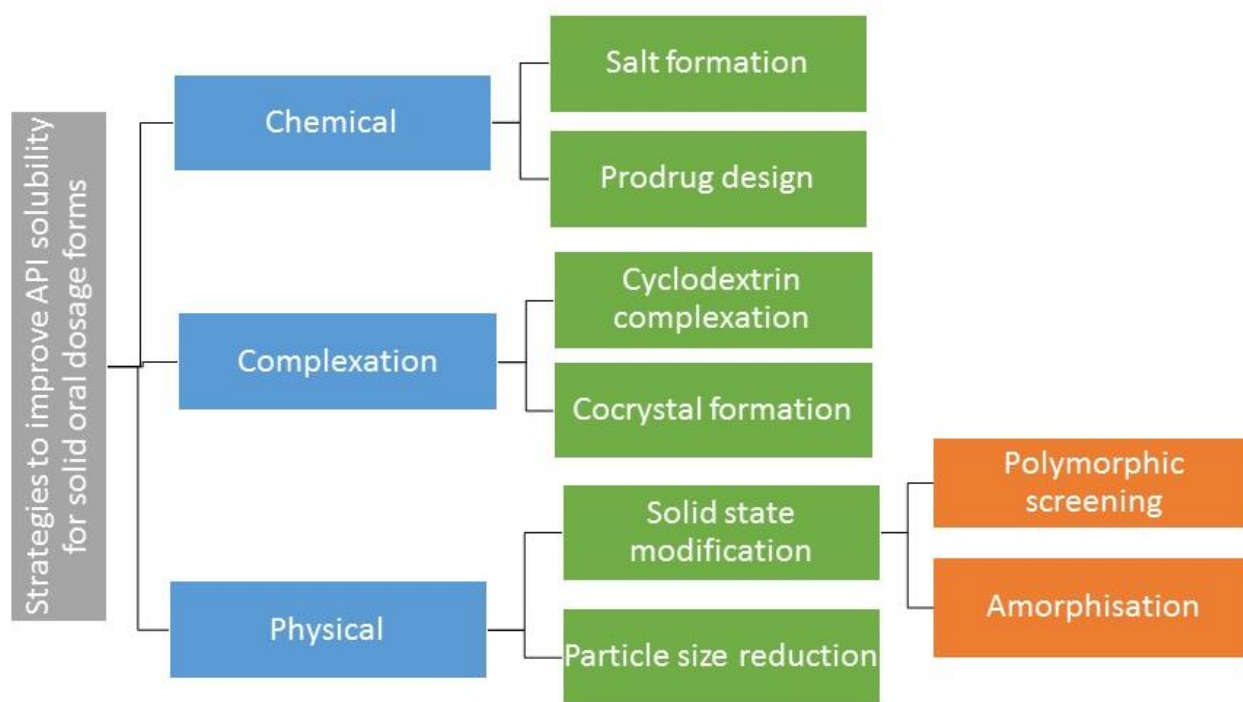 Strategies to improve API solubility
for solid oral dosage forms
Chemical
Salt formation
Prodrug design
Complexation
Cyclodextrin
complexation
Cocrystal formation
Physical
Solid state
modification
Polymorphic
screening
Amorphisation
Particle size reduction